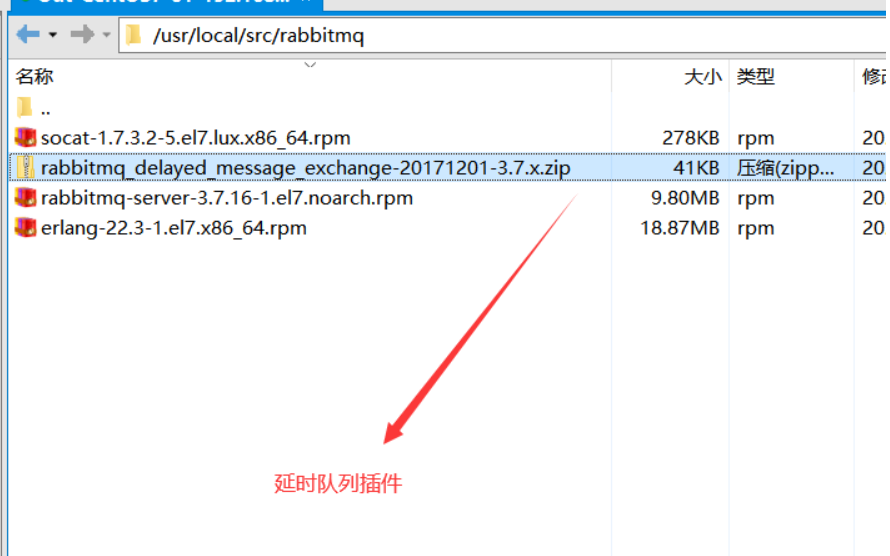 /usr/local/src/rabbitmq
名称 大小 类型
..
socat-1.7.3.2-5.el7.lux.x86_64.rpm 278KB rpm 20
rabbitmq_delayed_message_exchange-20171201-3.7.x.zip 41KB 压缩(zipp... 20
rabbitmq-server-3.7.16-1.el7.noarch.rpm 9.80MB rpm 20
erlang-22.3-1.el7.x86_64.rpm 18.87MB rpm 20
延时队列插件